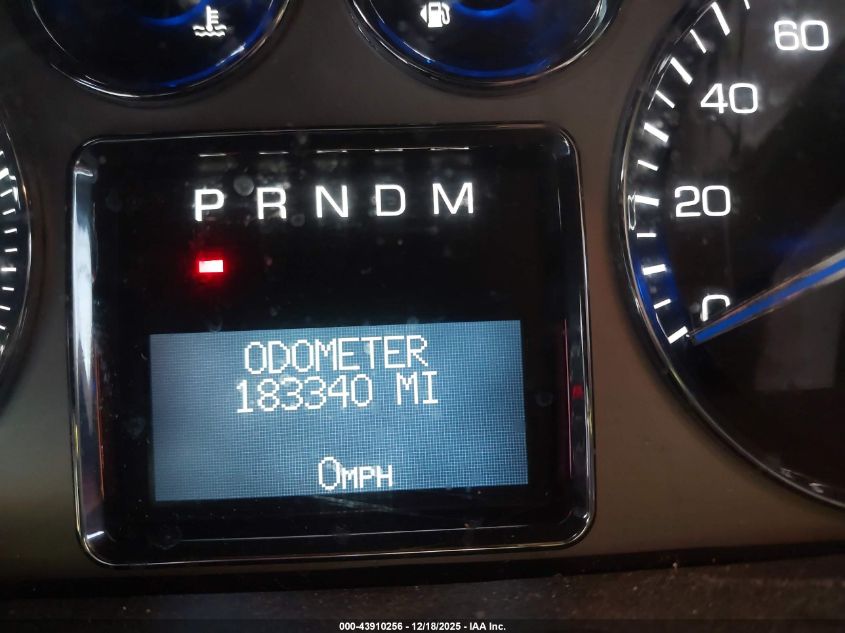 60
40
20
0
P R N D M
ODOMETER
183340 MI
0MPH
000-43910256 - 12/18/2025 - IAA Inc.